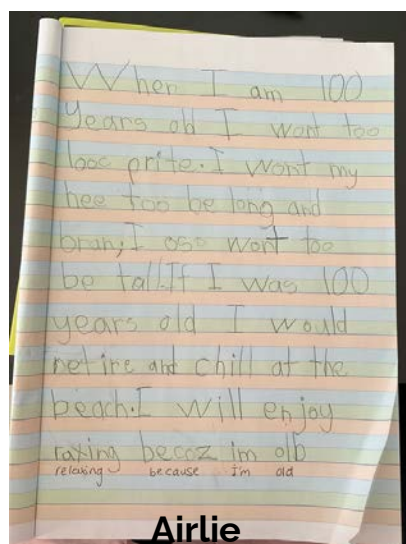 When I am 100
years old I wont too
looc prite. I wont my
hee too be long and
bran, I oso wont too
be tall. If I was 100
years old I would
retire and chill at the
beach. I will enjoy
raxing becoz im olb
relaxing because I'm old
Airlie